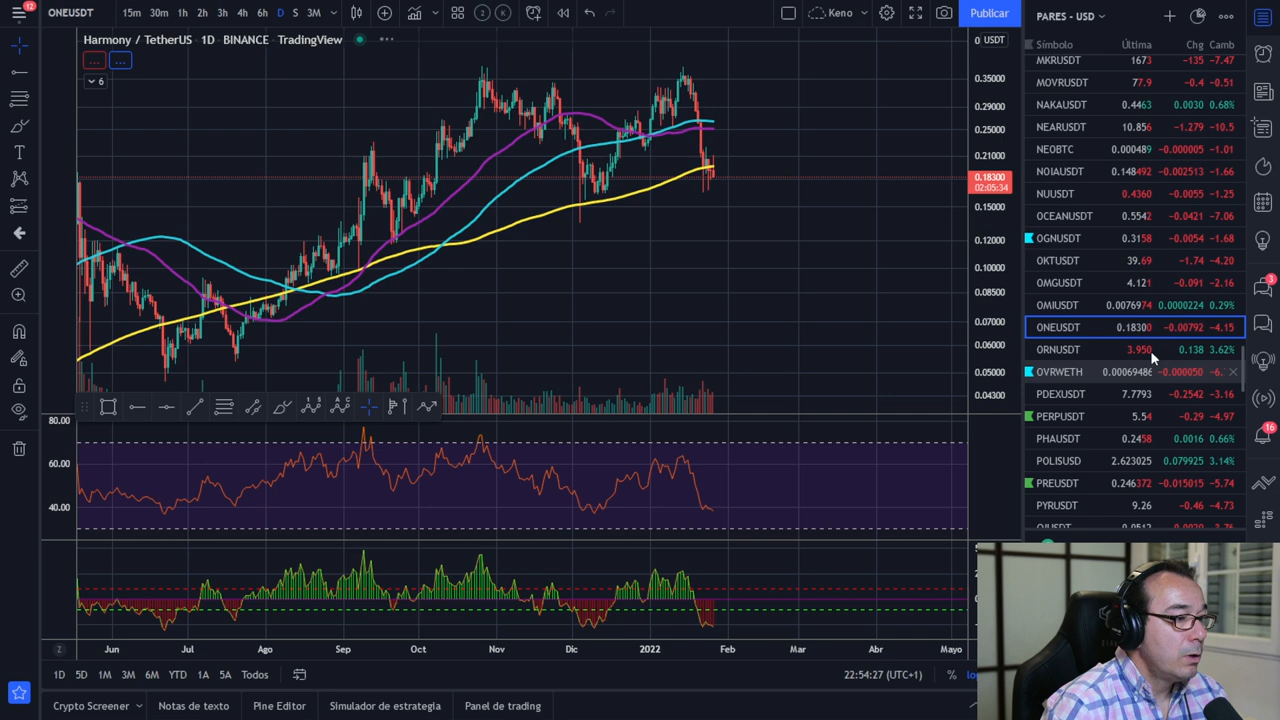 12
ONEUSDT 15m 30m 1h 2h 3h 4h 6h D S 3M 2 K Keno Publicar
Harmony / TetherUS 1D BINANCE TradingView
... ...
6
0 USDT
0.35000
0.29000
0.25000
0.21000
0.18300
02:05:34
0.15000
0.12000
0.10000
0.08500
0.07000
0.06000
0.05000
0.04300
80.00
60.00
40.00
Jun Jul Ago Sep Oct Nov Dic 2022 Feb Mar Abr Mayo
Z
1D 5D 1M 3M 6M YTD 1A 5A Todos 22:54:27 (UTC+1) %
Crypto Screener Notas de texto Pine Editor Simulador de estrategia Panel de trading
PARES - USD
Símbolo Última Chg Camb
MKRUSDT 1673 −135 −7.47
MOVRUSDT 77.9 −0.4 −0.51
NAKAUSDT 0.4463 0.0030 0.68%
NEARUSDT 10.856 −1.279 −10.5
NEOBTC 0.000489 −0.000005 −1.01
NOIAUSDT 0.148492 −0.002513 −1.66
NUUSDT 0.4360 −0.0055 −1.25
OCEANUSDT 0.5542 −0.0421 −7.06
OGNUSDT 0.3158 −0.0054 −1.68
OKTUSDT 39.69 −1.74 −4.20
OMGUSDT 4.121 −0.091 −2.16
OMIUSDT 0.0076974 0.0000224 0.29%
ONEUSDT 0.18300 −0.00792 −4.15
ORNUSDT 3.950 0.138 3.62%
OVRWETH 0.00069486 −0.000050 −6.
PDEXUSDT 7.7793 −0.2542 −3.16
PERPUSDT 5.54 −0.29 −4.97
PHAUSDT 0.2458 0.0016 0.66%
POLISUSD 2.623025 0.079925 3.14%
PREUSDT 0.246372 −0.015015 −5.74
PYRUSDT 9.26 −0.46 −4.73
3
16